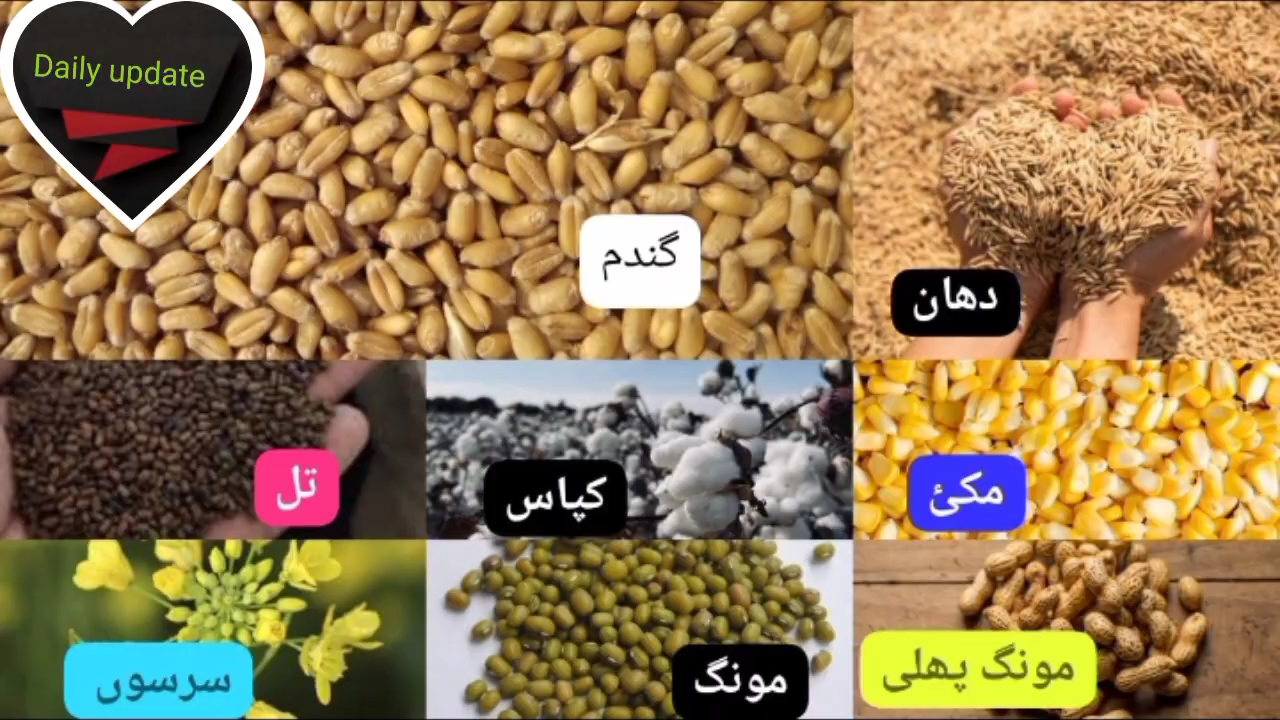 Daily update
گندم
دھان
تل
کپاس
مکئ
سرسوں
مونگ
مونگ پھلی